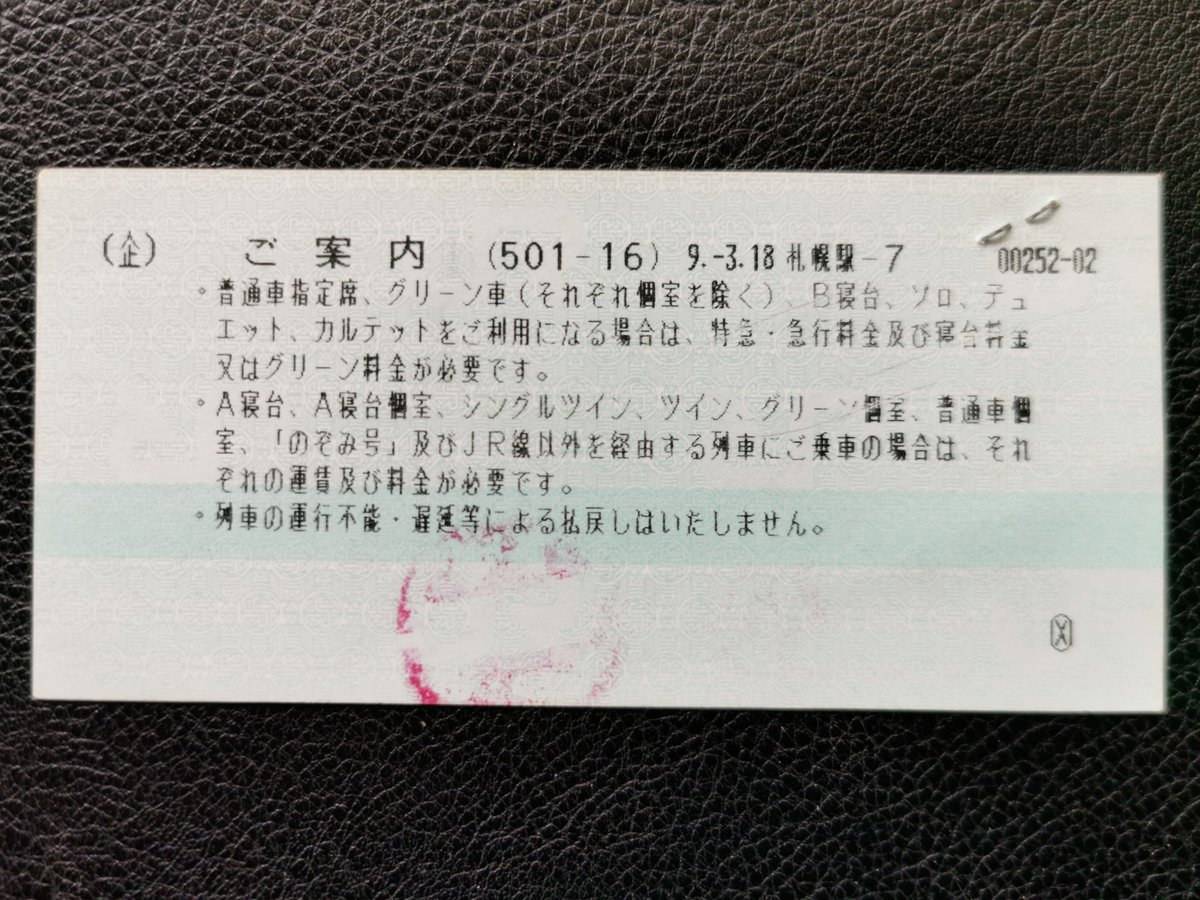 (企) ご案内 (501-16) 9.-3.18 札幌駅-7 00252-02
・普通車指定席、グリーン車(それぞれ個室を除く)、B寝台、ソロ、デュ
エット、カルテットをご利用になる場合は、特急・急行料金及び寝台料金
又はグリーン料金が必要です。
・A寝台、A寝台個室、シングルツイン、ツイン、グリーン個室、普通車個
室、「のぞみ号」及びJR線以外を経由する列車にご乗車の場合は、それ
ぞれの運賃及び料金が必要です。
・列車の運行不能・遅延等による払戻しはいたしません。